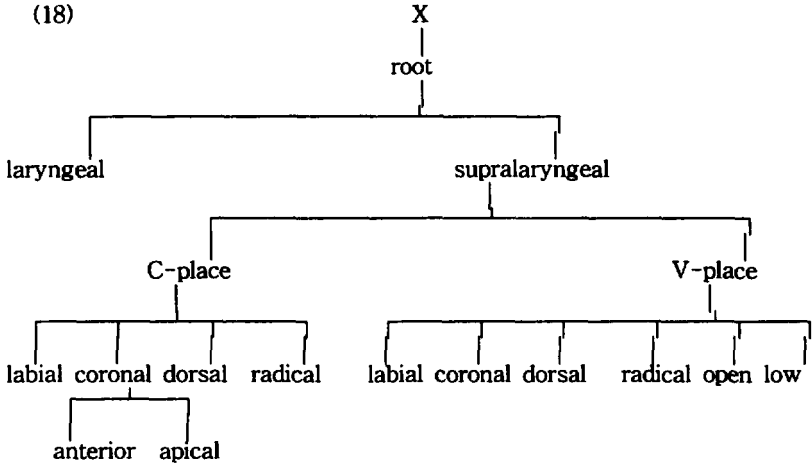 (18) X
root
laryngeal supralaryngeal
C-place V-place
labial coronal dorsal radical labial coronal dorsal radical open low
anterior apical